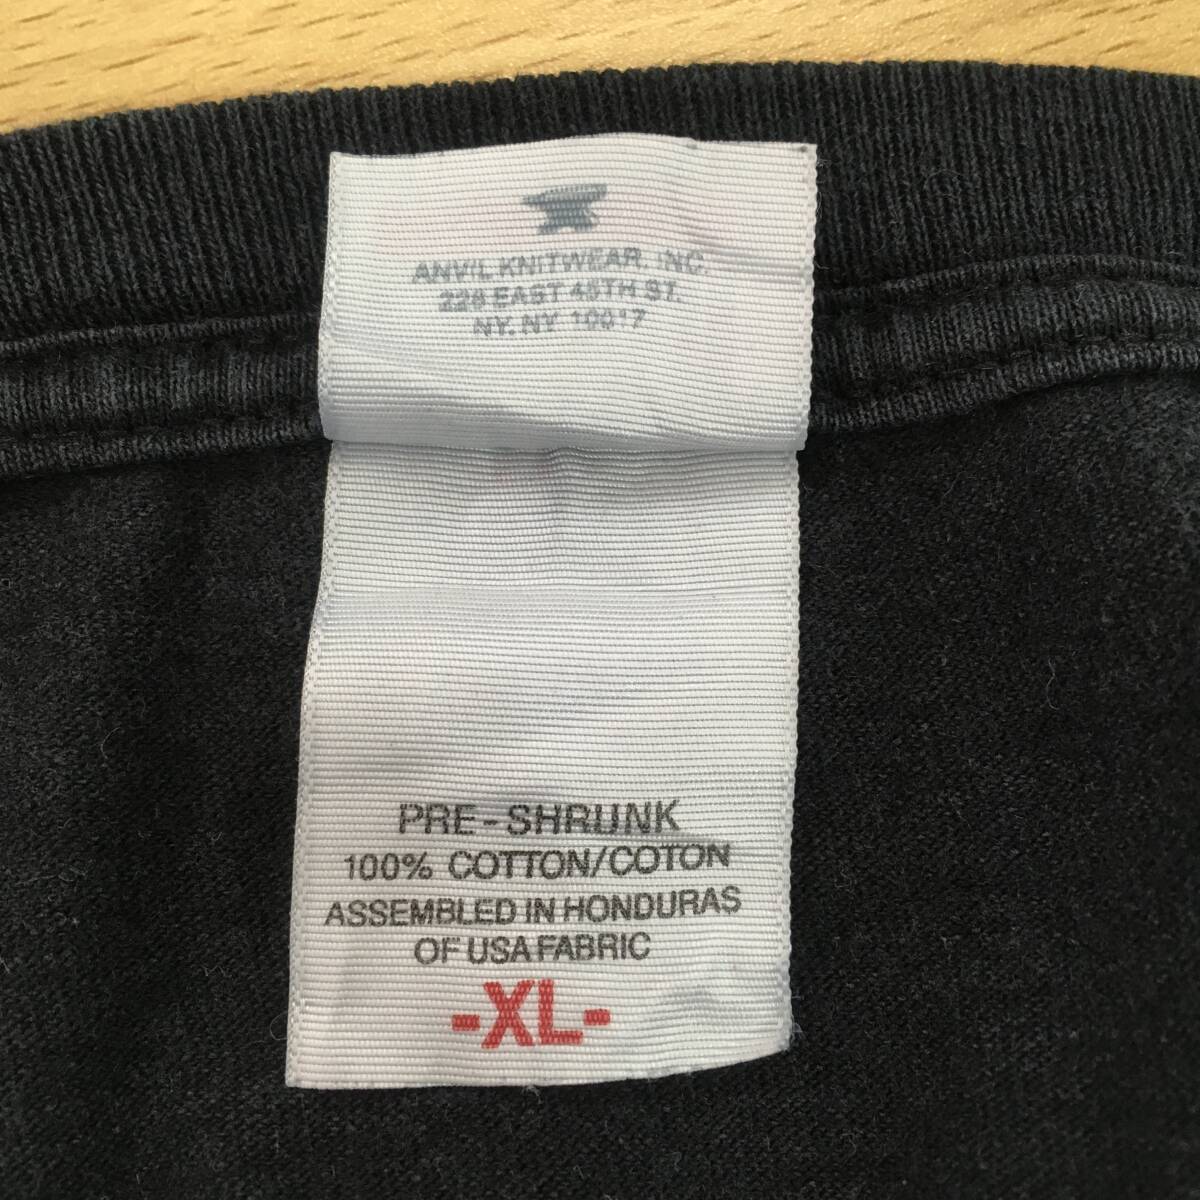 ANVIL KNITWEAR, INC.
228 EAST 45TH ST.
NY. NY 10017
PRE-SHRUNK
100% COTTON/COTON
ASSEMBLED IN HONDURAS
OF USA FABRIC
-XL-